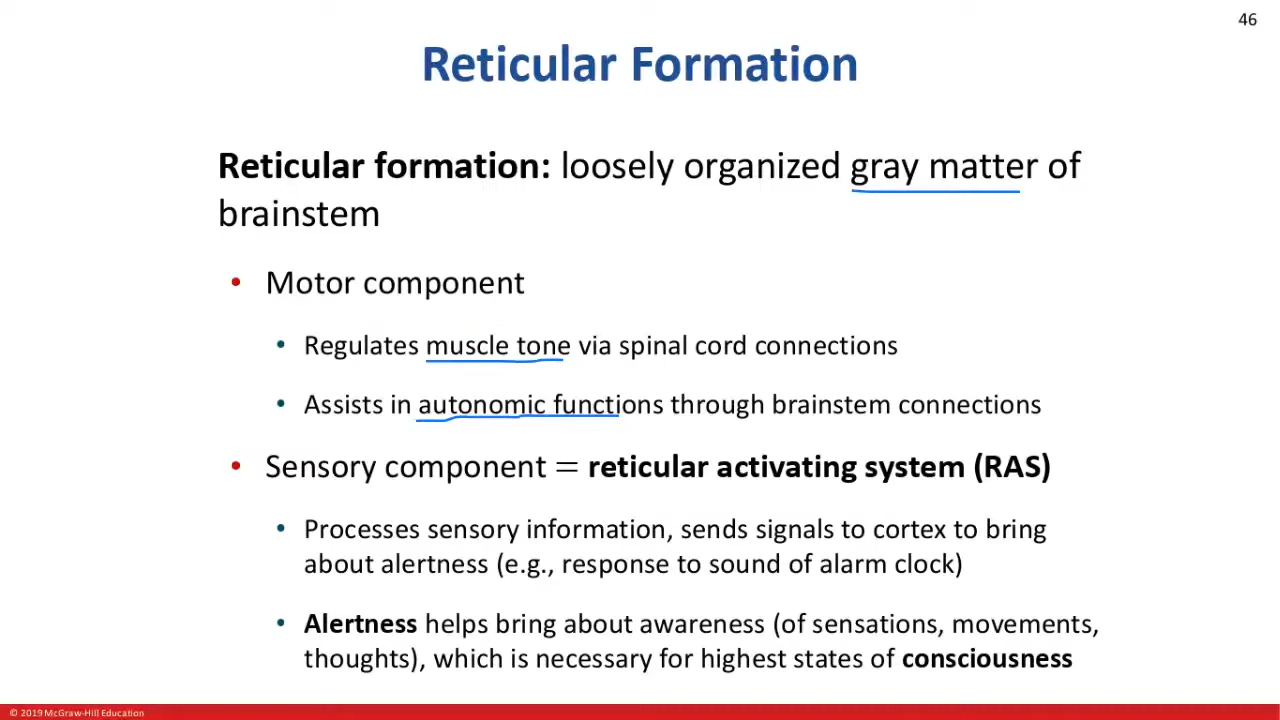 46
Reticular Formation
Reticular formation: loosely organized gray matter of
brainstem
• Motor component
• Regulates muscle tone via spinal cord connections
• Assists in autonomic functions through brainstem connections
• Sensory component = reticular activating system (RAS)
• Processes sensory information, sends signals to cortex to bring
about alertness (e.g., response to sound of alarm clock)
• Alertness helps bring about awareness (of sensations, movements,
thoughts), which is necessary for highest states of consciousness
© 2019 McGraw-Hill Education